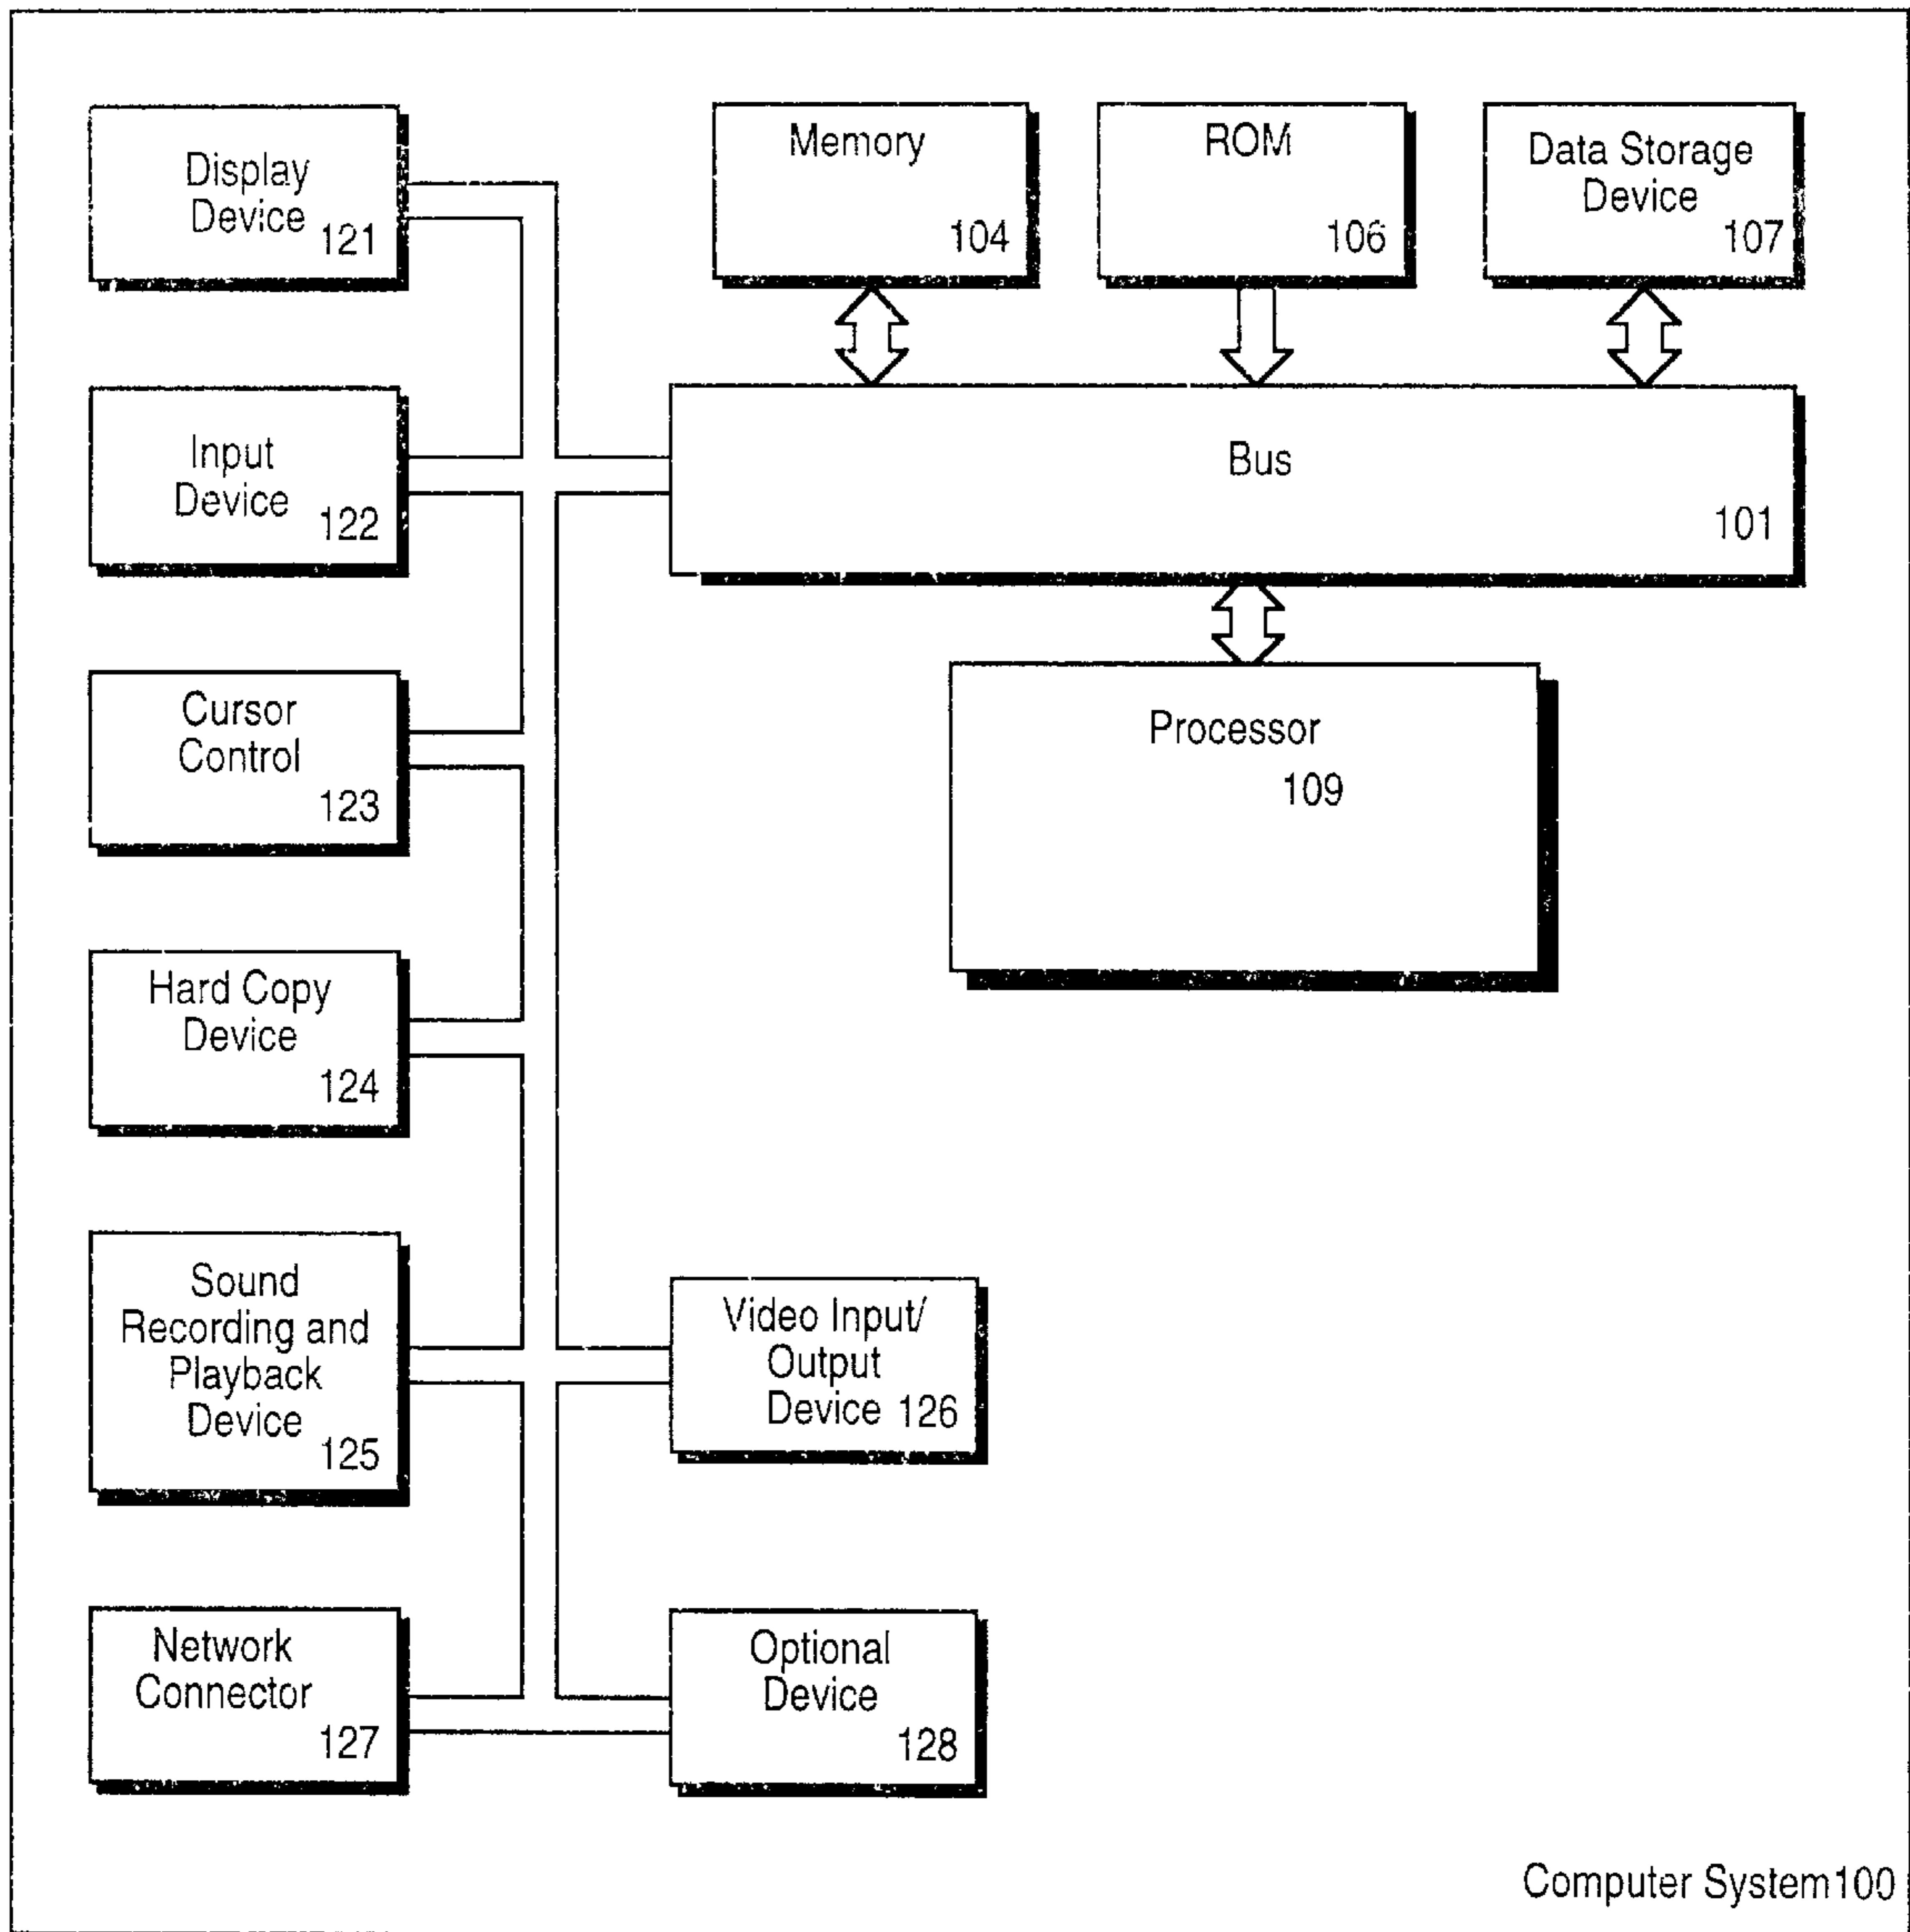 Display
Device
121
Memory
104
ROM
106
Data Storage
Device
107
Input
Device
122
Bus
101
Cursor
Control
123
Processor
109
Hard Copy
Device
124
Sound
Recording and
Playback
Device
125
Video Input/
Output
Device 126
Network
Connector
127
Optional
Device
128
Computer System100